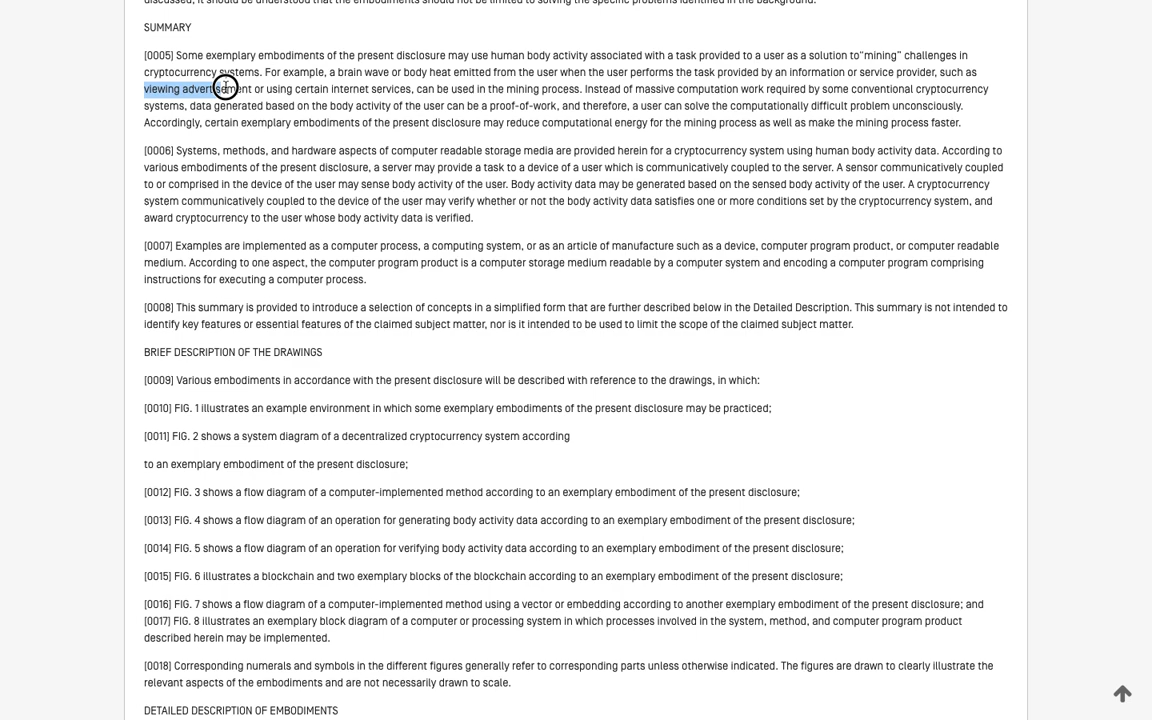 discussed, it should be understood that the embodiments should not be limited to solving the specific problems identified in the background.
SUMMARY
[0005] Some exemplary embodiments of the present disclosure may use human body activity associated with a task provided to a user as a solution to“mining” challenges in
cryptocurrency systems. For example, a brain wave or body heat emitted from the user when the user performs the task provided by an information or service provider, such as
viewing advertisement or using certain internet services, can be used in the mining process. Instead of massive computation work required by some conventional cryptocurrency
systems, data generated based on the body activity of the user can be a proof-of-work, and therefore, a user can solve the computationally difficult problem unconsciously.
Accordingly, certain exemplary embodiments of the present disclosure may reduce computational energy for the mining process as well as make the mining process faster.
[0006] Systems, methods, and hardware aspects of computer readable storage media are provided herein for a cryptocurrency system using human body activity data. According to
various embodiments of the present disclosure, a server may provide a task to a device of a user which is communicatively coupled to the server. A sensor communicatively coupled
to or comprised in the device of the user may sense body activity of the user. Body activity data may be generated based on the sensed body activity of the user. A cryptocurrency
system communicatively coupled to the device of the user may verify whether or not the body activity data satisfies one or more conditions set by the cryptocurrency system, and
award cryptocurrency to the user whose body activity data is verified.
[0007] Examples are implemented as a computer process, a computing system, or as an article of manufacture such as a device, computer program product, or computer readable
medium. According to one aspect, the computer program product is a computer storage medium readable by a computer system and encoding a computer program comprising
instructions for executing a computer process.
[0008] This summary is provided to introduce a selection of concepts in a simplified form that are further described below in the Detailed Description. This summary is not intended to
identify key features or essential features of the claimed subject matter, nor is it intended to be used to limit the scope of the claimed subject matter.
BRIEF DESCRIPTION OF THE DRAWINGS
[0009] Various embodiments in accordance with the present disclosure will be described with reference to the drawings, in which:
[0010] FIG. 1 illustrates an example environment in which some exemplary embodiments of the present disclosure may be practiced;
[0011] FIG. 2 shows a system diagram of a decentralized cryptocurrency system according
to an exemplary embodiment of the present disclosure;
[0012] FIG. 3 shows a flow diagram of a computer-implemented method according to an exemplary embodiment of the present disclosure;
[0013] FIG. 4 shows a flow diagram of an operation for generating body activity data according to an exemplary embodiment of the present disclosure;
[0014] FIG. 5 shows a flow diagram of an operation for verifying body activity data according to an exemplary embodiment of the present disclosure;
[0015] FIG. 6 illustrates a blockchain and two exemplary blocks of the blockchain according to an exemplary embodiment of the present disclosure;
[0016] FIG. 7 shows a flow diagram of a computer-implemented method using a vector or embedding according to another exemplary embodiment of the present disclosure; and
[0017] FIG. 8 illustrates an exemplary block diagram of a computer or processing system in which processes involved in the system, method, and computer program product
described herein may be implemented.
[0018] Corresponding numerals and symbols in the different figures generally refer to corresponding parts unless otherwise indicated. The figures are drawn to clearly illustrate the
relevant aspects of the embodiments and are not necessarily drawn to scale.
DETAILED DESCRIPTION OF EMBODIMENTS